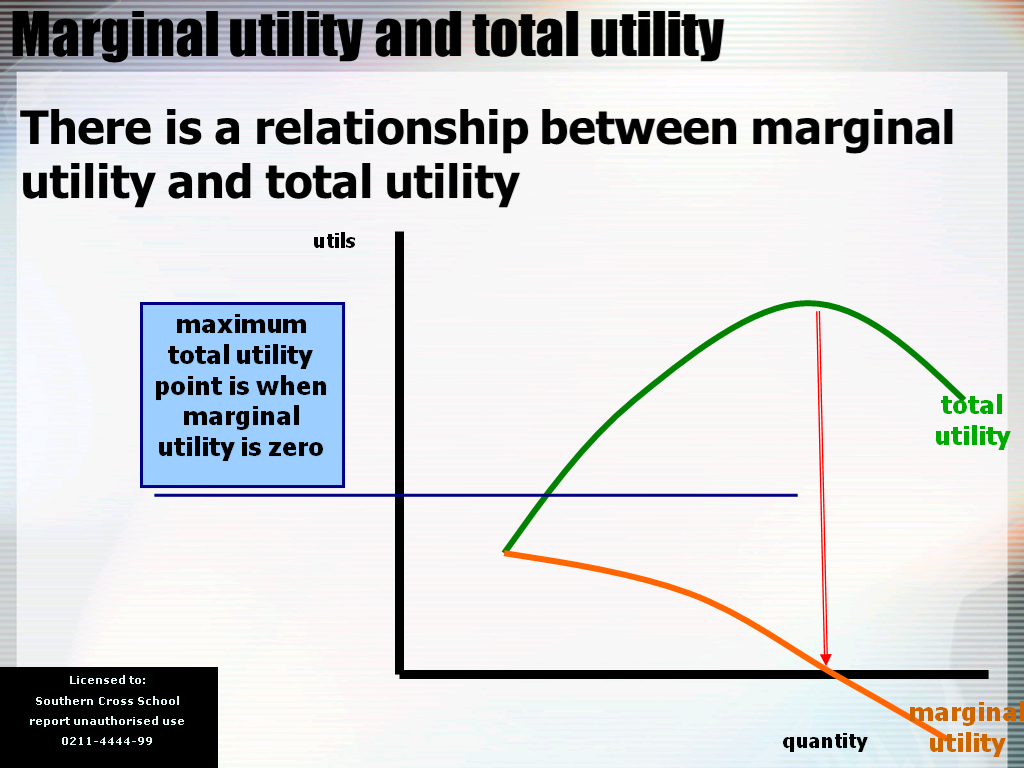 Marginal utility and total utility
There is a relationship between marginal
utility and total utility
utils
maximum
total utility
point is when
marginal
utility is zero
total
utility
marginal
utility
quantity
Licensed to:
Southern Cross School
report unauthorised use
0211-4444-99